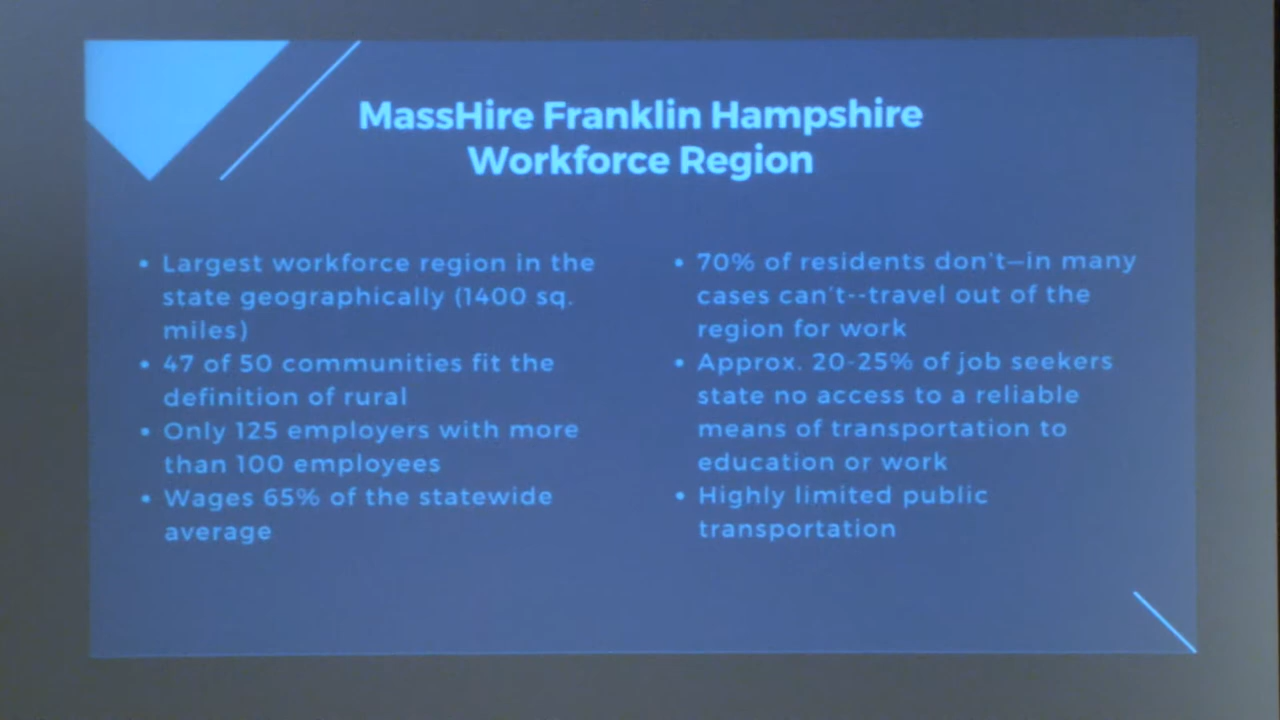 MassHire Franklin Hampshire
Workforce Region
• Largest workforce region in the
state geographically (1400 sq.
miles)
• 47 of 50 communities fit the
definition of rural
• Only 125 employers with more
than 100 employees
• Wages 65% of the statewide
average
• 70% of residents don't—in many
cases can't--travel out of the
region for work
• Approx. 20-25% of job seekers
state no access to a reliable
means of transportation to
education or work
• Highly limited public
transportation